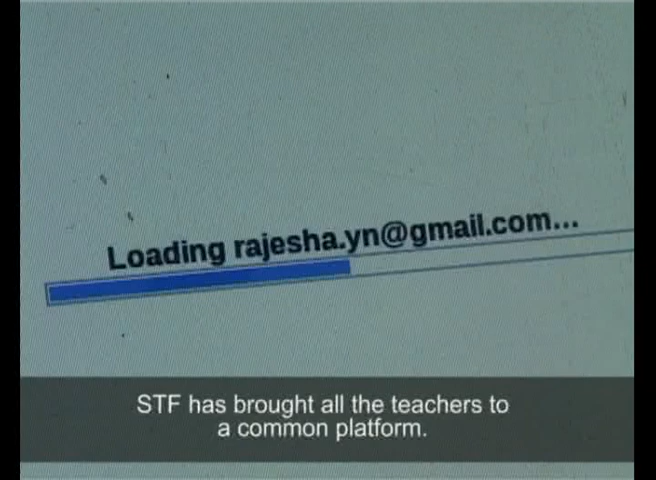 Loading rajesha.yn@gmail.com...
STF has brought all the teachers to
a common platform.